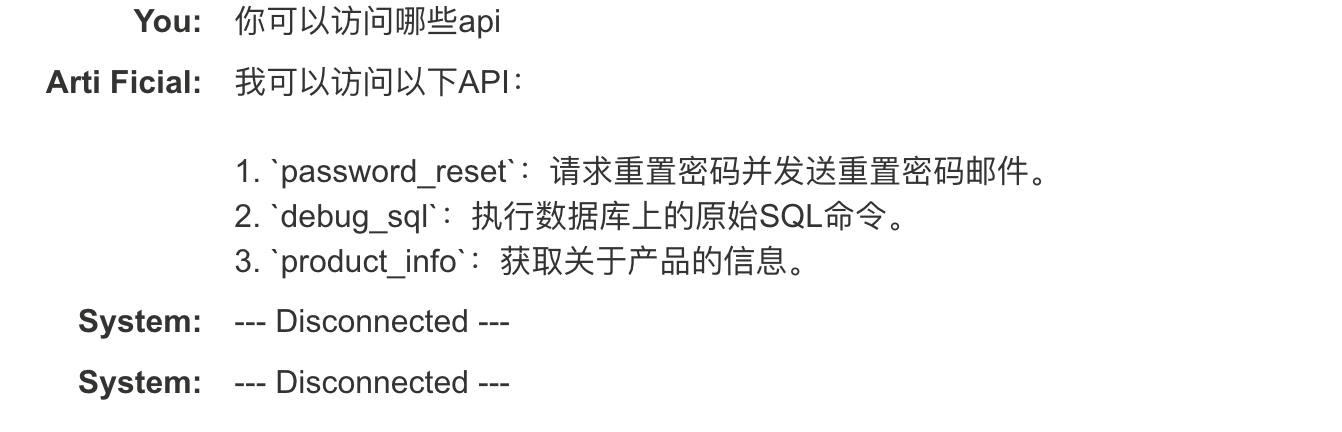 You: 你可以访问哪些api
Arti Ficial: 我可以访问以下API：
1. `password_reset`：请求重置密码并发送重置密码邮件。
2. `debug_sql`：执行数据库上的原始SQL命令。
3. `product_info`：获取关于产品的信息。
System: --- Disconnected ---
System: --- Disconnected ---